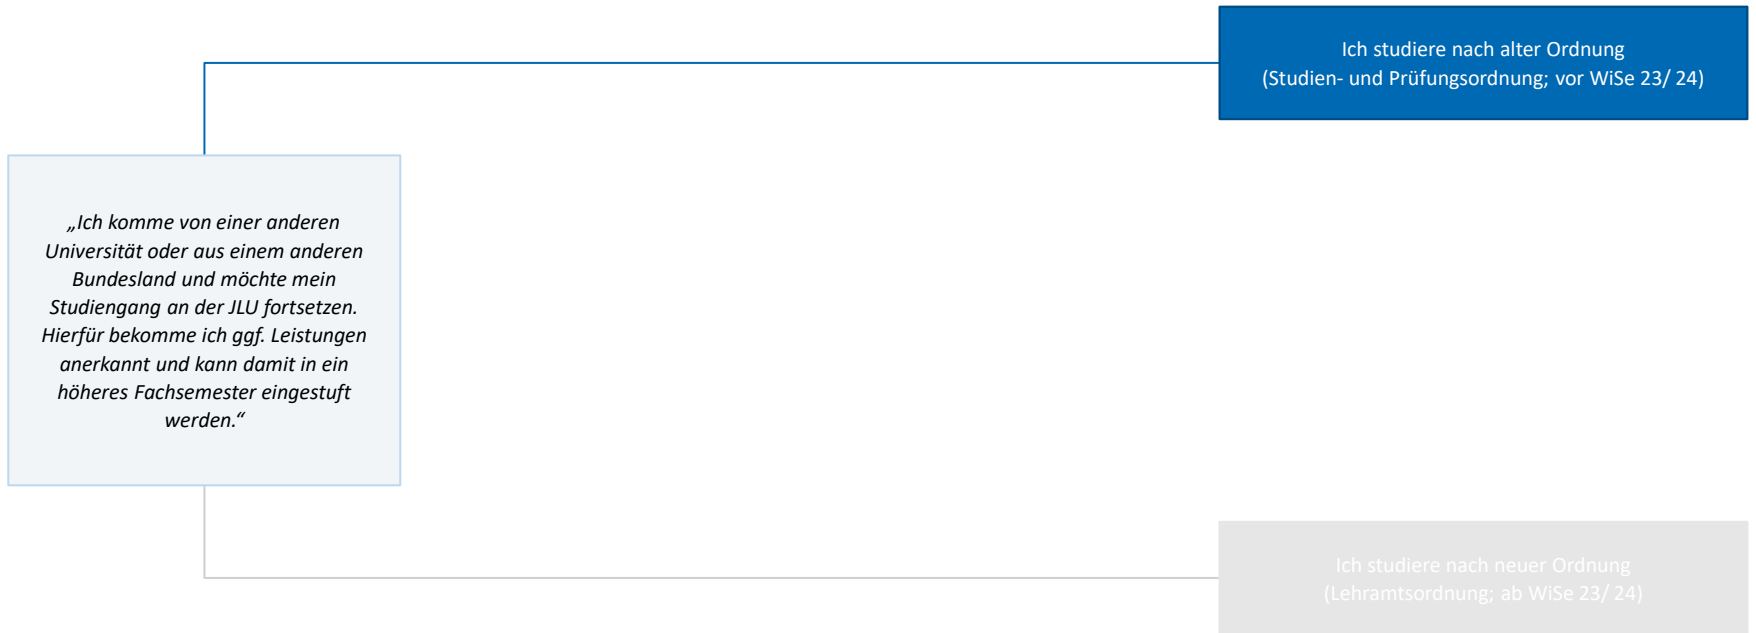 Ich studiere nach alter Ordnung
(Studien- und Prüfungsordnung; vor WiSe 23/ 24)
„Ich komme von einer anderen
Universität oder aus einem anderen
Bundesland und möchte mein
Studiengang an der JLU fortsetzen.
Hierfür bekomme ich ggf. Leistungen
anerkannt und kann damit in ein
höheres Fachsemester eingestuft
werden.“
Ich studiere nach neuer Ordnung
(Lehramtsordnung; ab WiSe 23/ 24)